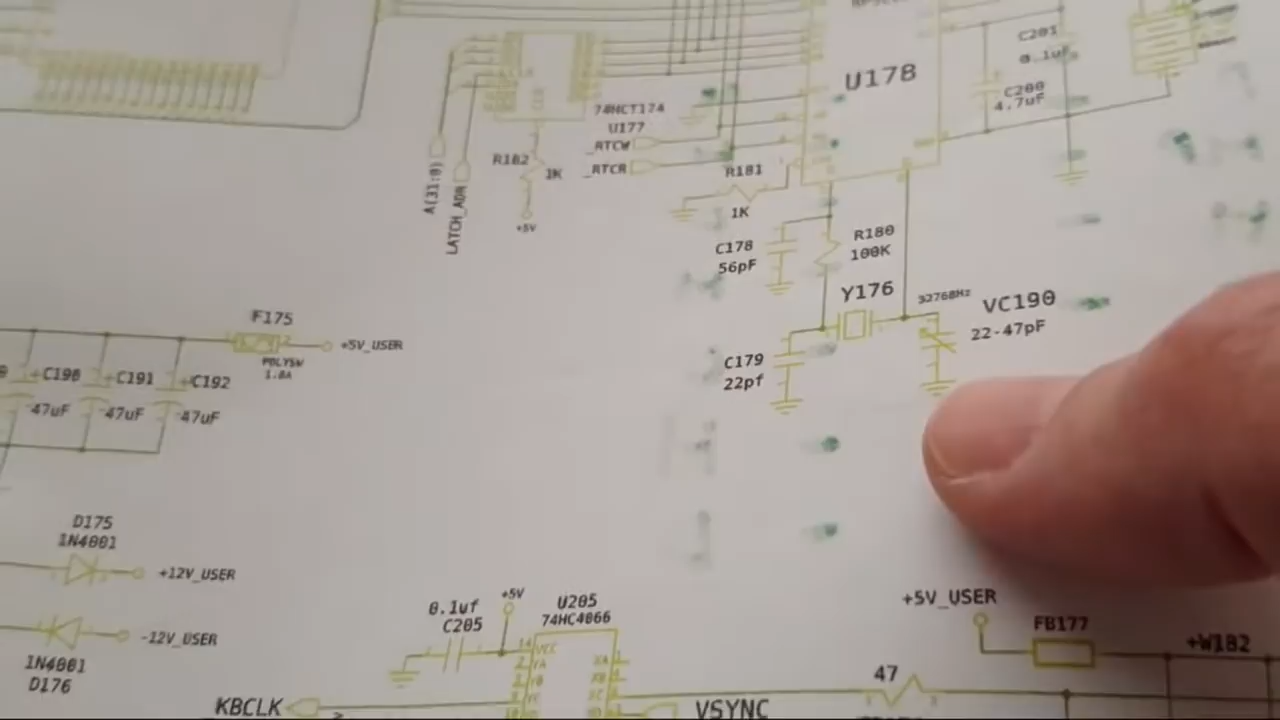 U178
C201
0.1uF
C200
4.7uF
74HCT174
U177
_RTCW
_RTCR
R182
1K
+5V
A(31:0)
LATCH_ADR
R181
1K
C178
56pF
R180
100K
Y176
32768Hz
VC190
22-47pF
C179
22pf
F175
+5V_USER
POLYSW
1.8A
+C190
47uF
+C191
47uF
+C192
47uF
D175
1N4001
+12V_USER
-12V_USER
1N4001
D176
0.1uf
C205
+5V
U205
74HC4066
14
VCC
KBCLK
VSYNC
47
+5V_USER
FB177
+W182